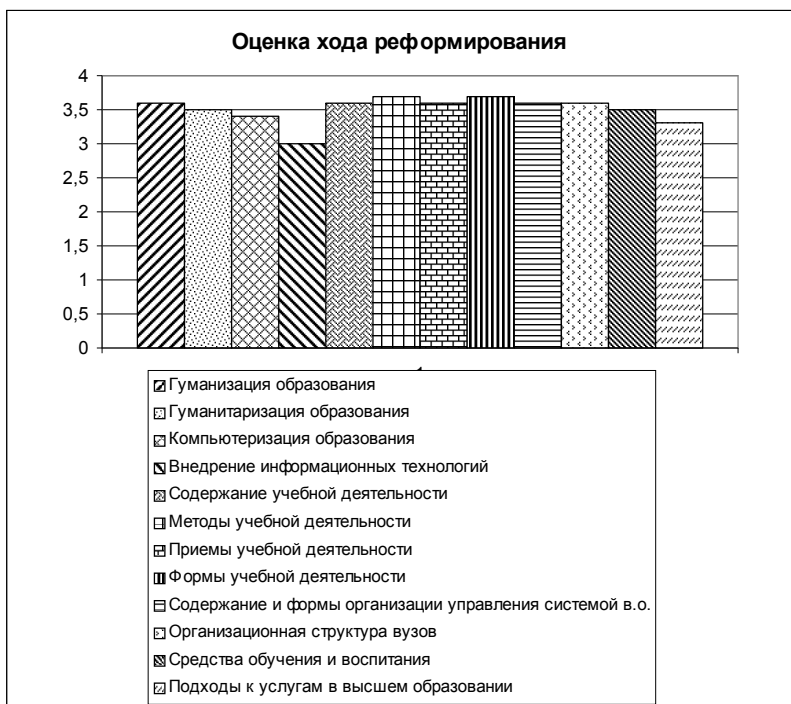 Оценка хода реформирования
4
3,5
3
2,5
2
1,5
1
0,5
0
Гуманизация образования
Гуманитаризация образования
Компьютеризация образования
Внедрение информационных технологий
Содержание учебной деятельности
Методы учебной деятельности
Приемы учебной деятельности
Формы учебной деятельности
Содержание и формы организации управления системой в.о.
Организационная структура вузов
Средства обучения и воспитания
Подходы к услугам в высшем образовании